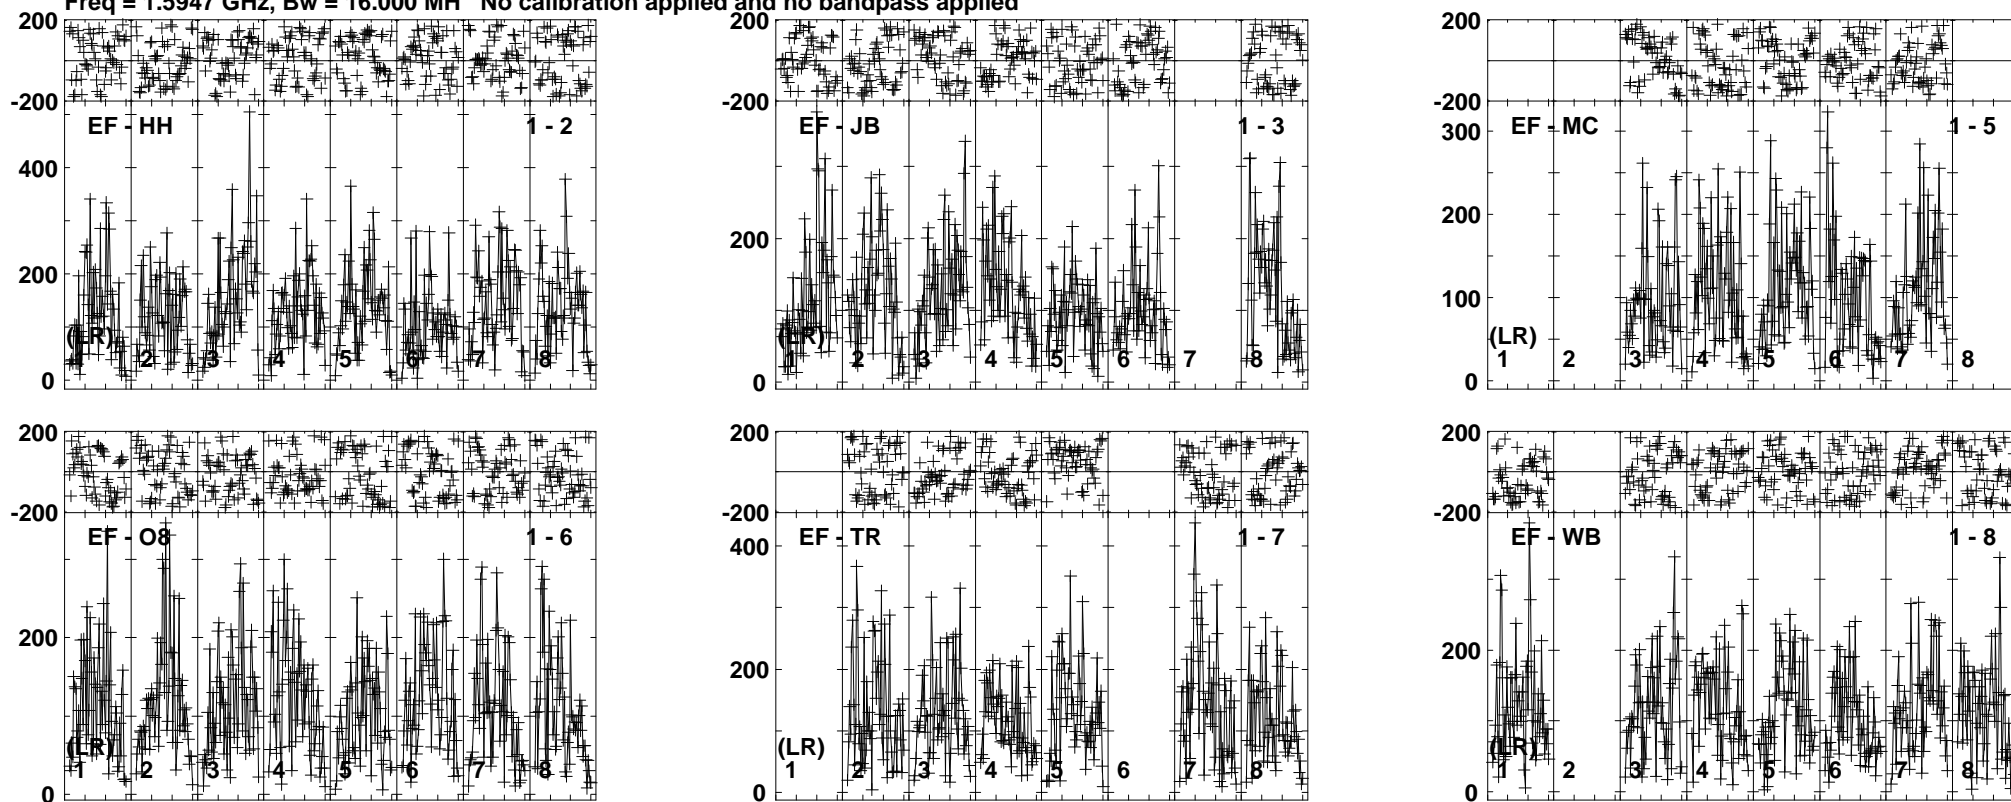 Freq = 1.5947 GHz, Bw = 16.000 MH No calibration applied and no bandpass applied
200
-200
EF - HH 1 - 2
400
200
0
(LR)
1 2 3 4 5 6 7 8
200
-200
EF - JB 1 - 3
200
0
(LR)
1 2 3 4 5 6 7 8
200
-200
EF - MC 1 - 5
300
200
100
0
(LR)
1 2 3 4 5 6 7 8
200
-200
EF - O8 1 - 6
200
0
(LR)
1 2 3 4 5 6 7 8
200
-200
EF - TR 1 - 7
400
200
0
(LR)
1 2 3 4 5 6 7 8
200
-200
EF - WB 1 - 8
200
0
(LR)
1 2 3 4 5 6 7 8